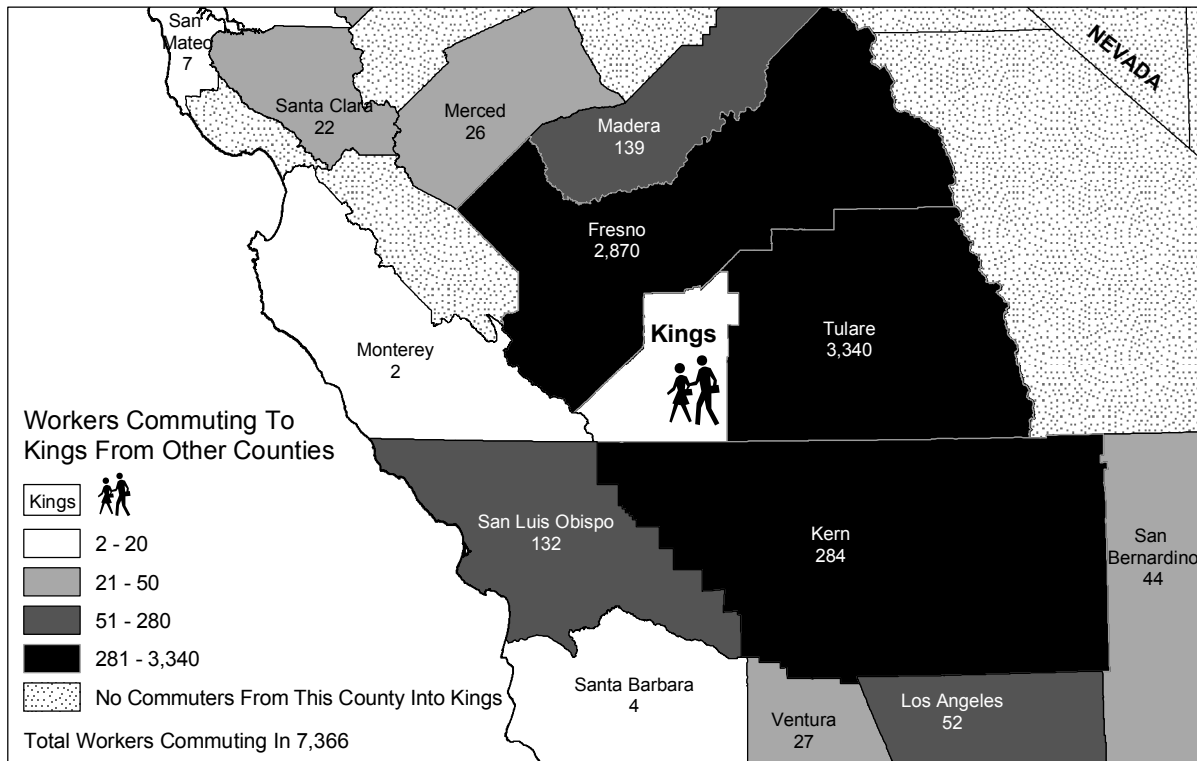 San
Mateo
7
Santa Clara
22
Merced
26
Madera
139
NEVADA
Fresno
2,870
Kings
Tulare
3,340
Monterey
2
Workers Commuting To
Kings From Other Counties
Kings
2 - 20
21 - 50
51 - 280
281 - 3,340
No Commuters From This County Into Kings
Total Workers Commuting In 7,366
San Luis Obispo
132
Kern
284
San
Bernardino
44
Santa Barbara
4
Ventura
27
Los Angeles
52